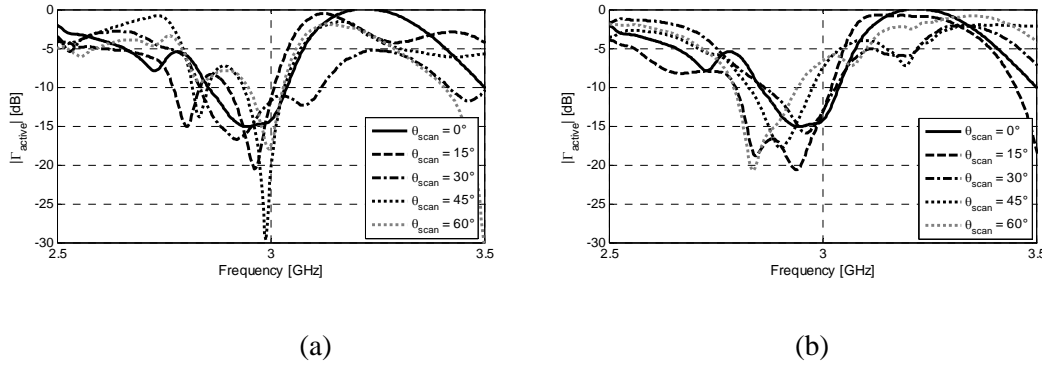 0
-5
-10
-15
-20
-25
-30
|Γactive| [dB]
2.5
3
3.5
Frequency [GHz]
θscan = 0°
θscan = 15°
θscan = 30°
θscan = 45°
θscan = 60°
(a)
0
-5
-10
-15
-20
-25
-30
|Γactive| [dB]
2.5
3
3.5
Frequency [GHz]
θscan = 0°
θscan = 15°
θscan = 30°
θscan = 45°
θscan = 60°
(b)